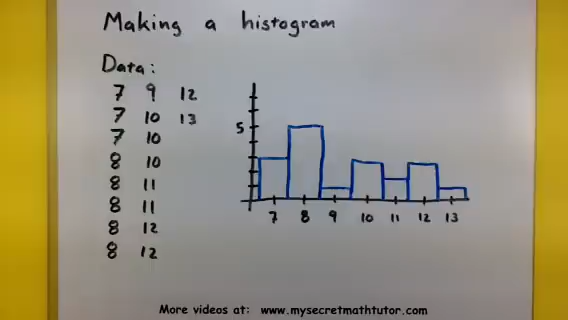 Making a histogram
Data:
7 9 12
7 10 13
7 10
8 10
8 11
8 11
8 12
8 12
5
7 8 9 10 11 12 13
More videos at: www.mysecretmathtutor.com